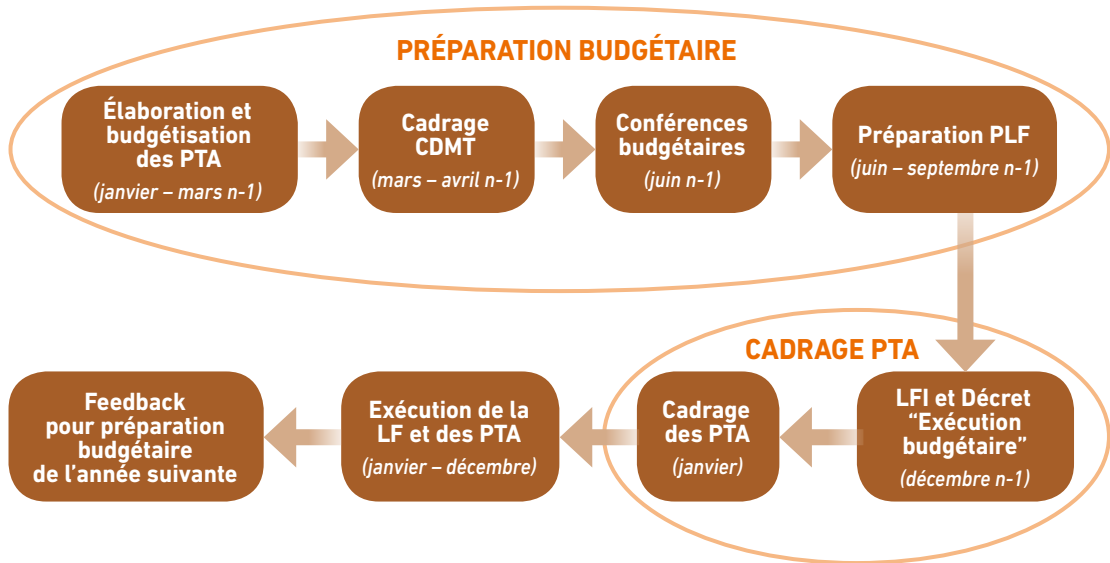 PRÉPARATION BUDGÉTAIRE
Élaboration et
budgétisation
des PTA
(janvier – mars n-1)
Cadrage
CDMT
(mars – avril n-1)
Conférences
budgétaires
(juin n-1)
Préparation PLF
(juin – septembre n-1)
CADRAGE PTA
LFI et Décret
“Exécution
budgétaire”
(décembre n-1)
Cadrage
des PTA
(janvier)
Exécution de la
LF et des PTA
(janvier – décembre)
Feedback
pour préparation
budgétaire
de l’année suivante